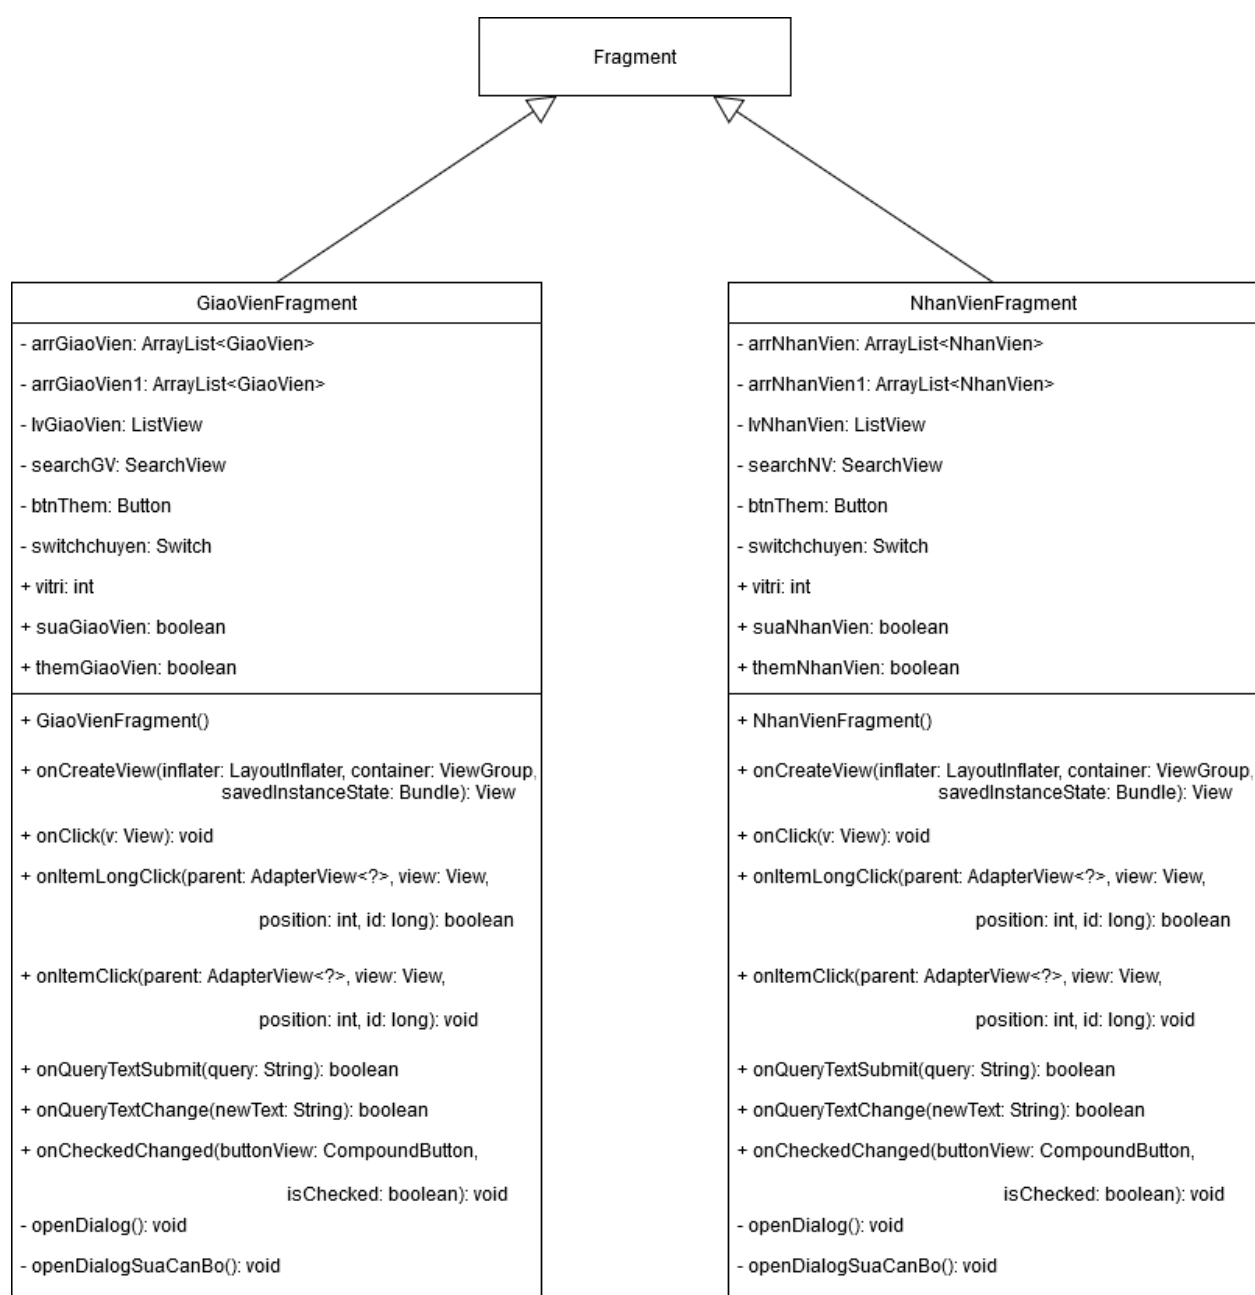 Fragment
GiaoVienFragment
- arrGiaoVien: ArrayList<GiaoVien>
- arrGiaoVien1: ArrayList<GiaoVien>
- lvGiaoVien: ListView
- searchGV: SearchView
- btnThem: Button
- switchchuyen: Switch
+ vitri: int
+ suaGiaoVien: boolean
+ themGiaoVien: boolean
+ GiaoVienFragment()
+ onCreateView(inflater: LayoutInflater, container: ViewGroup,
savedInstanceState: Bundle): View
+ onClick(v: View): void
+ onItemLongClick(parent: AdapterView<?>, view: View,
position: int, id: long): boolean
+ onItemClick(parent: AdapterView<?>, view: View,
position: int, id: long): void
+ onQueryTextSubmit(query: String): boolean
+ onQueryTextChange(newText: String): boolean
+ onCheckedChanged(buttonView: CompoundButton,
isChecked: boolean): void
- openDialog(): void
- openDialogSuaCanBo(): void
NhanVienFragment
- arrNhanVien: ArrayList<NhanVien>
- arrNhanVien1: ArrayList<NhanVien>
- lvNhanVien: ListView
- searchNV: SearchView
- btnThem: Button
- switchchuyen: Switch
+ vitri: int
+ suaNhanVien: boolean
+ themNhanVien: boolean
+ NhanVienFragment()
+ onCreateView(inflater: LayoutInflater, container: ViewGroup,
savedInstanceState: Bundle): View
+ onClick(v: View): void
+ onItemLongClick(parent: AdapterView<?>, view: View,
position: int, id: long): boolean
+ onItemClick(parent: AdapterView<?>, view: View,
position: int, id: long): void
+ onQueryTextSubmit(query: String): boolean
+ onQueryTextChange(newText: String): boolean
+ onCheckedChanged(buttonView: CompoundButton,
isChecked: boolean): void
- openDialog(): void
- openDialogSuaCanBo(): void